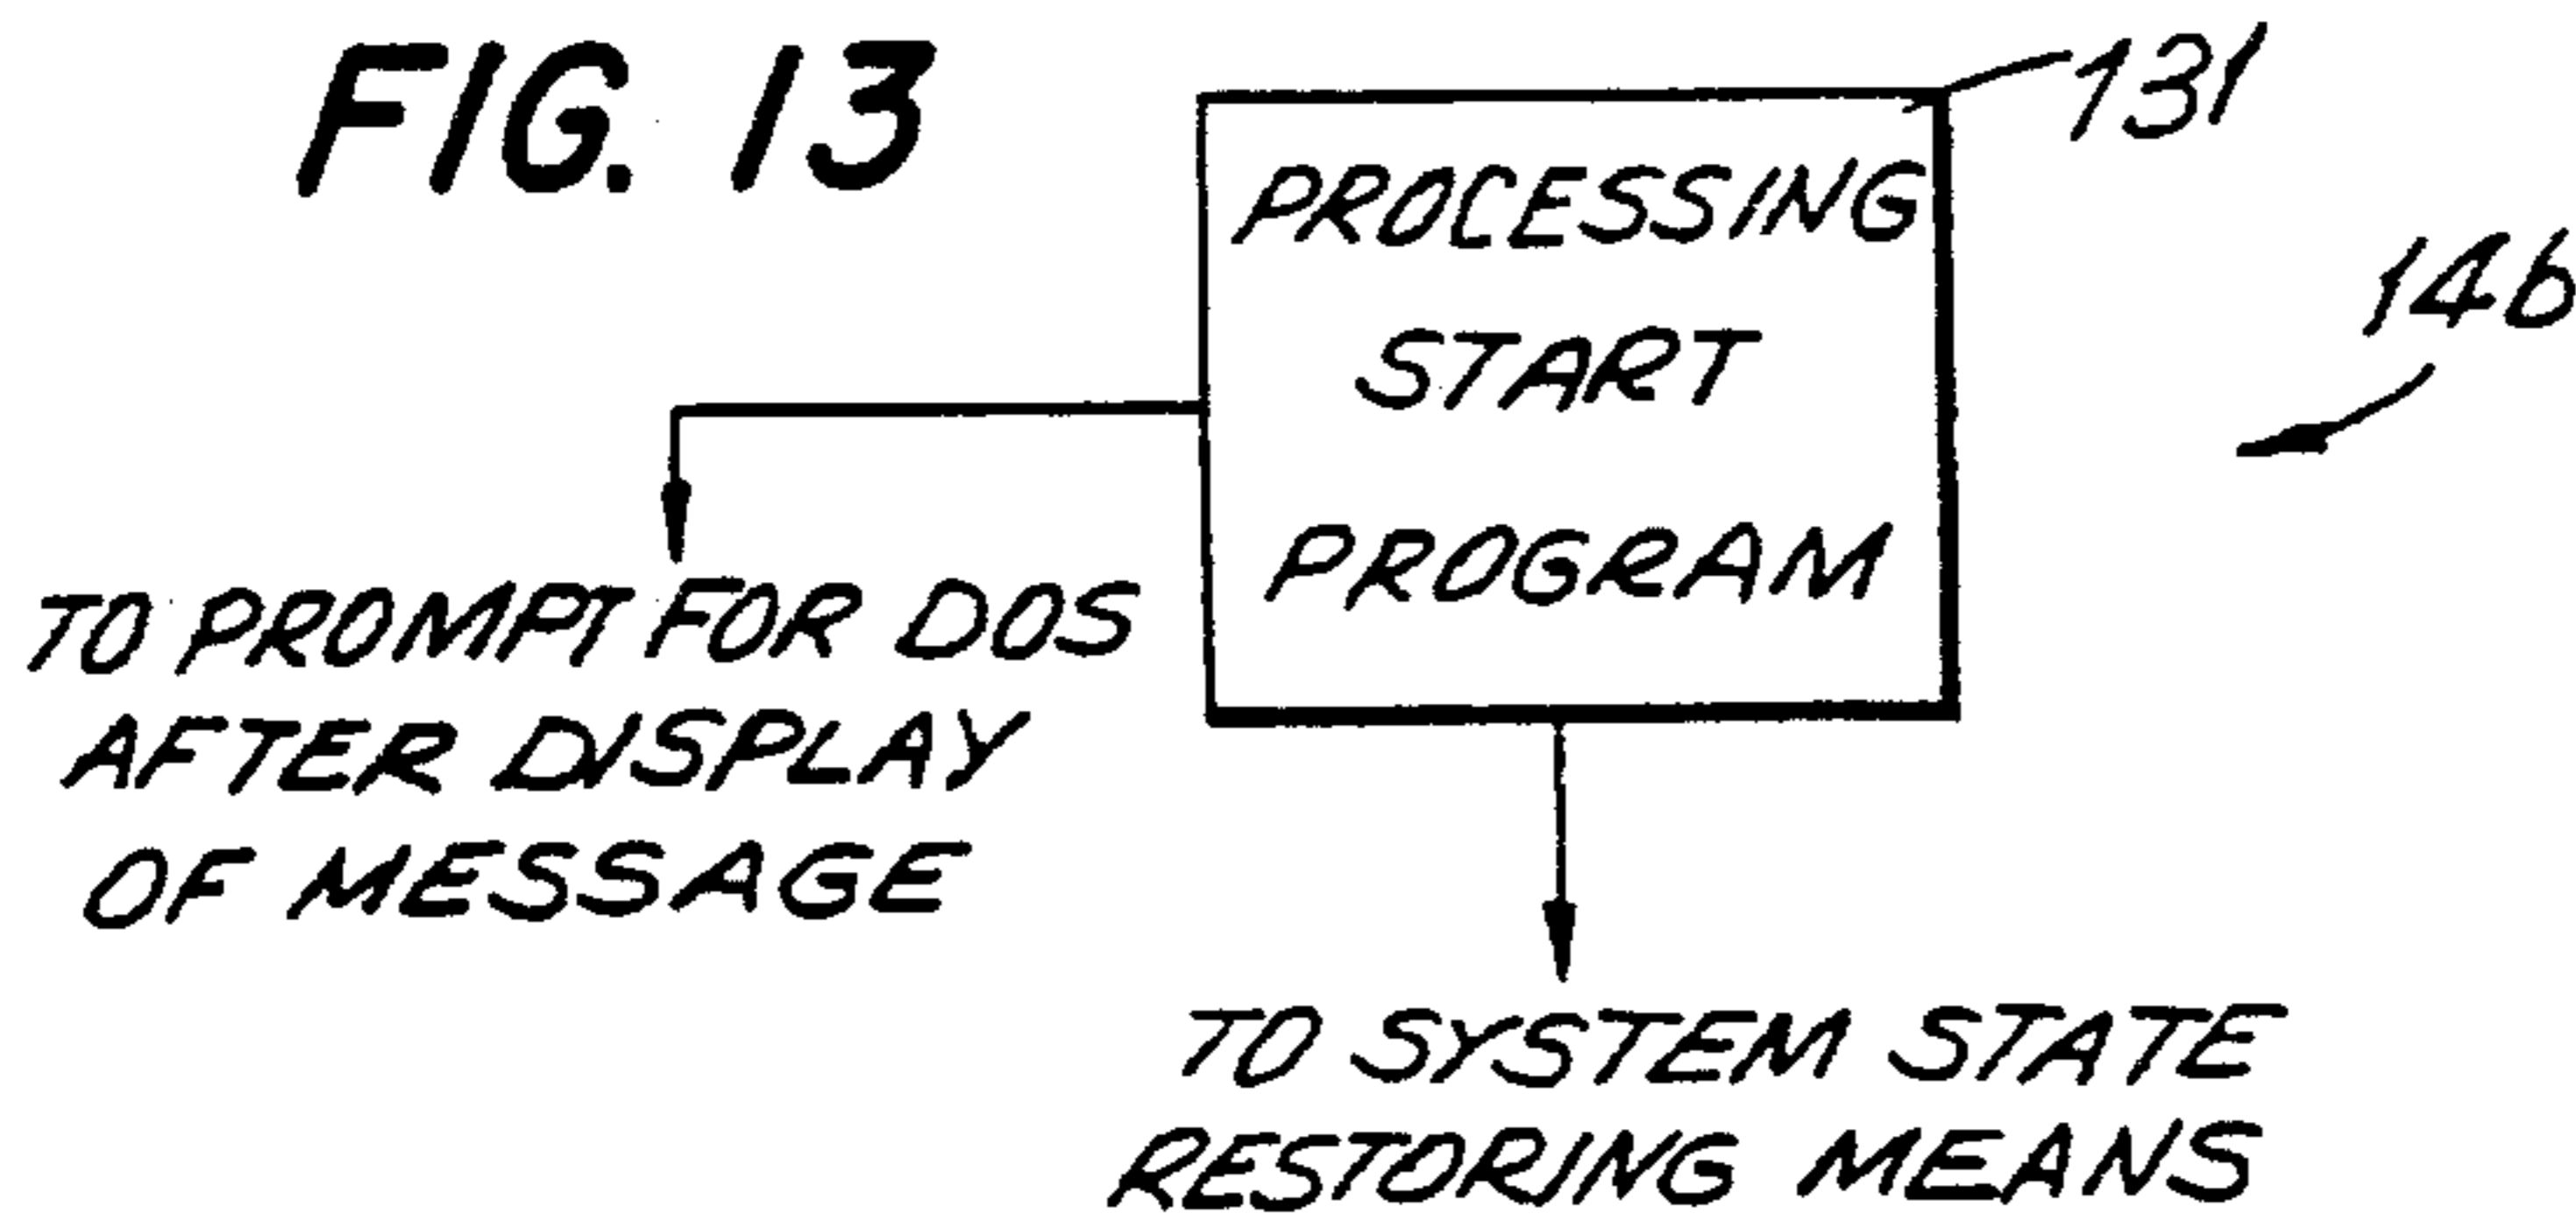 FIG. 13
131
PROCESSING
START
PROGRAM
14b
TO PROMPT FOR DOS
AFTER DISPLAY
OF MESSAGE
TO SYSTEM STATE
RESTORING MEANS